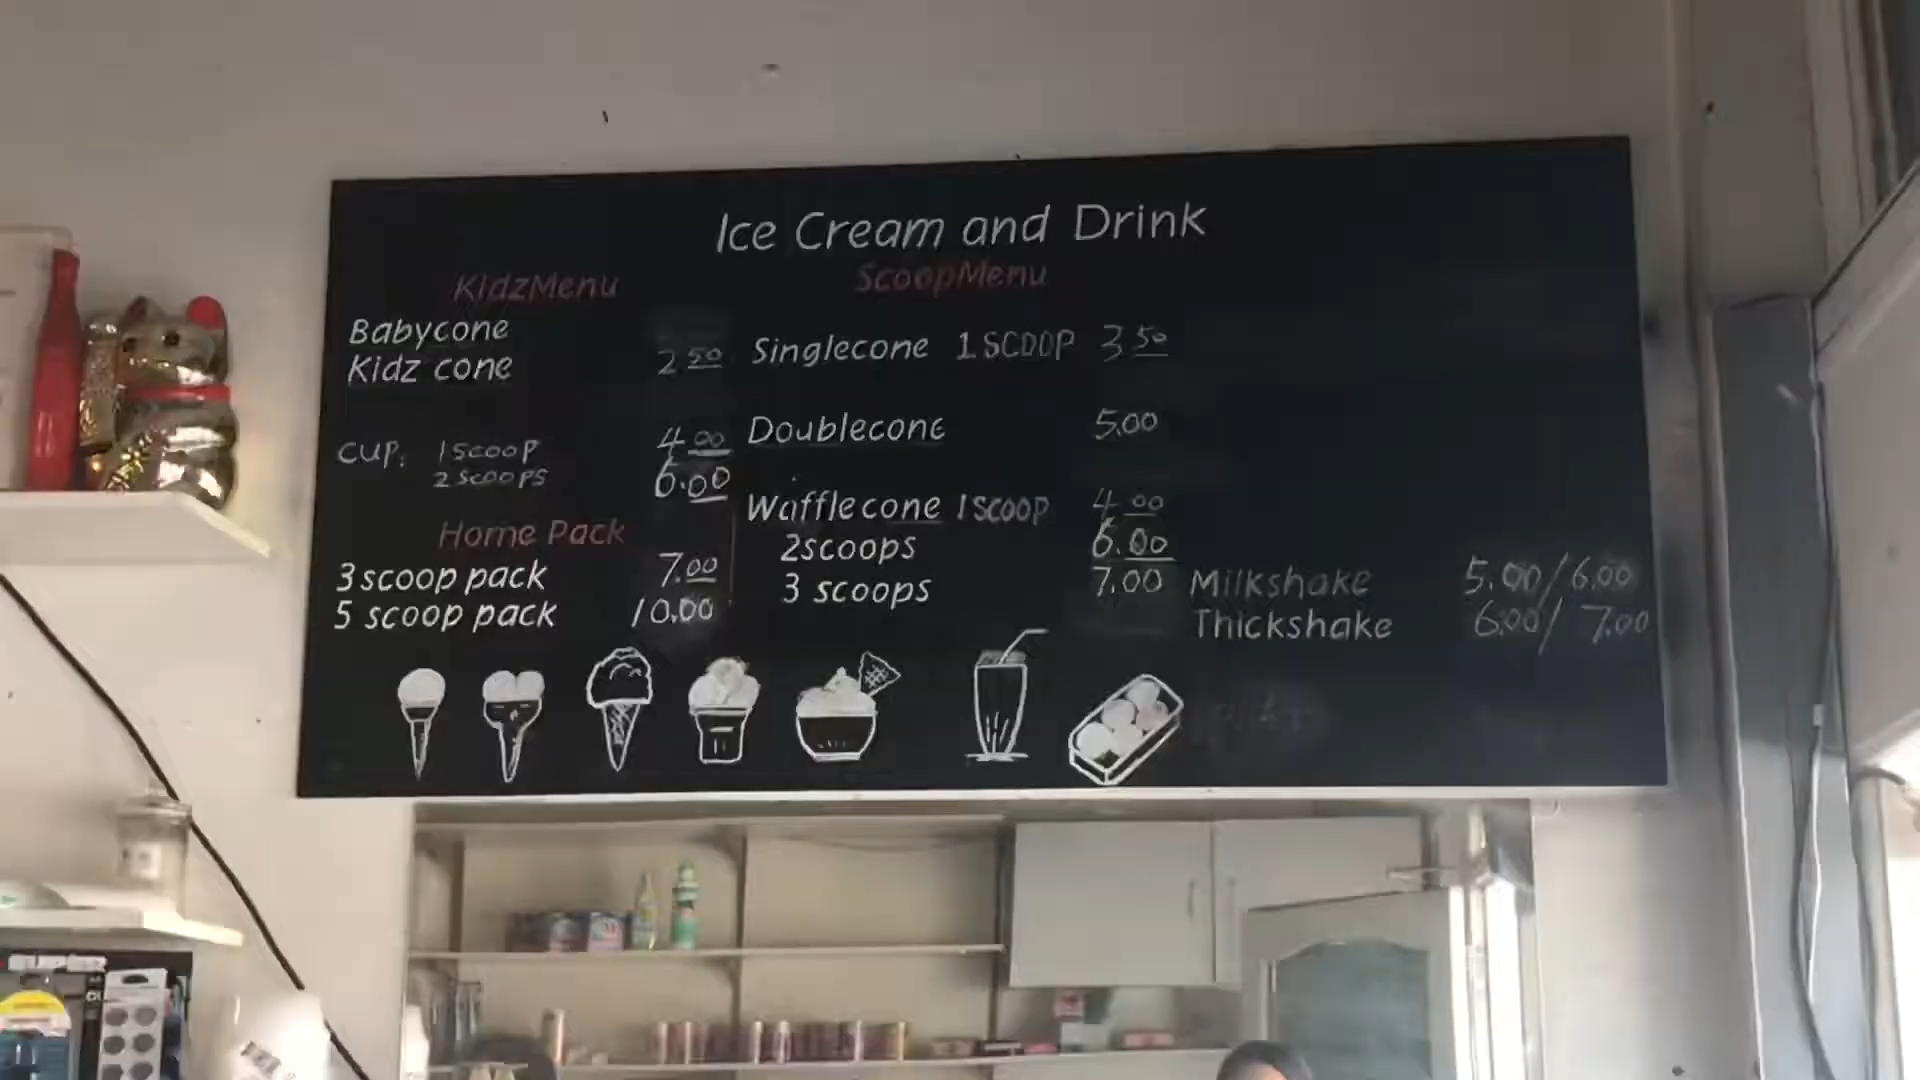 Ice Cream and Drink
KidzMenu
Babycone
Kidz cone 2.50
CUP: 1 SCOOP 4.00
2 SCOOPS 6.00
Home Pack
3 scoop pack 7.00
5 scoop pack 10.00
ScoopMenu
Singlecone 1 SCOOP 3.50
Doublecone 5.00
Wafflecone 1 SCOOP 4.00
2 scoops 6.00
3 scoops 7.00
Milkshake 5.00/6.00
Thickshake 6.00/7.00